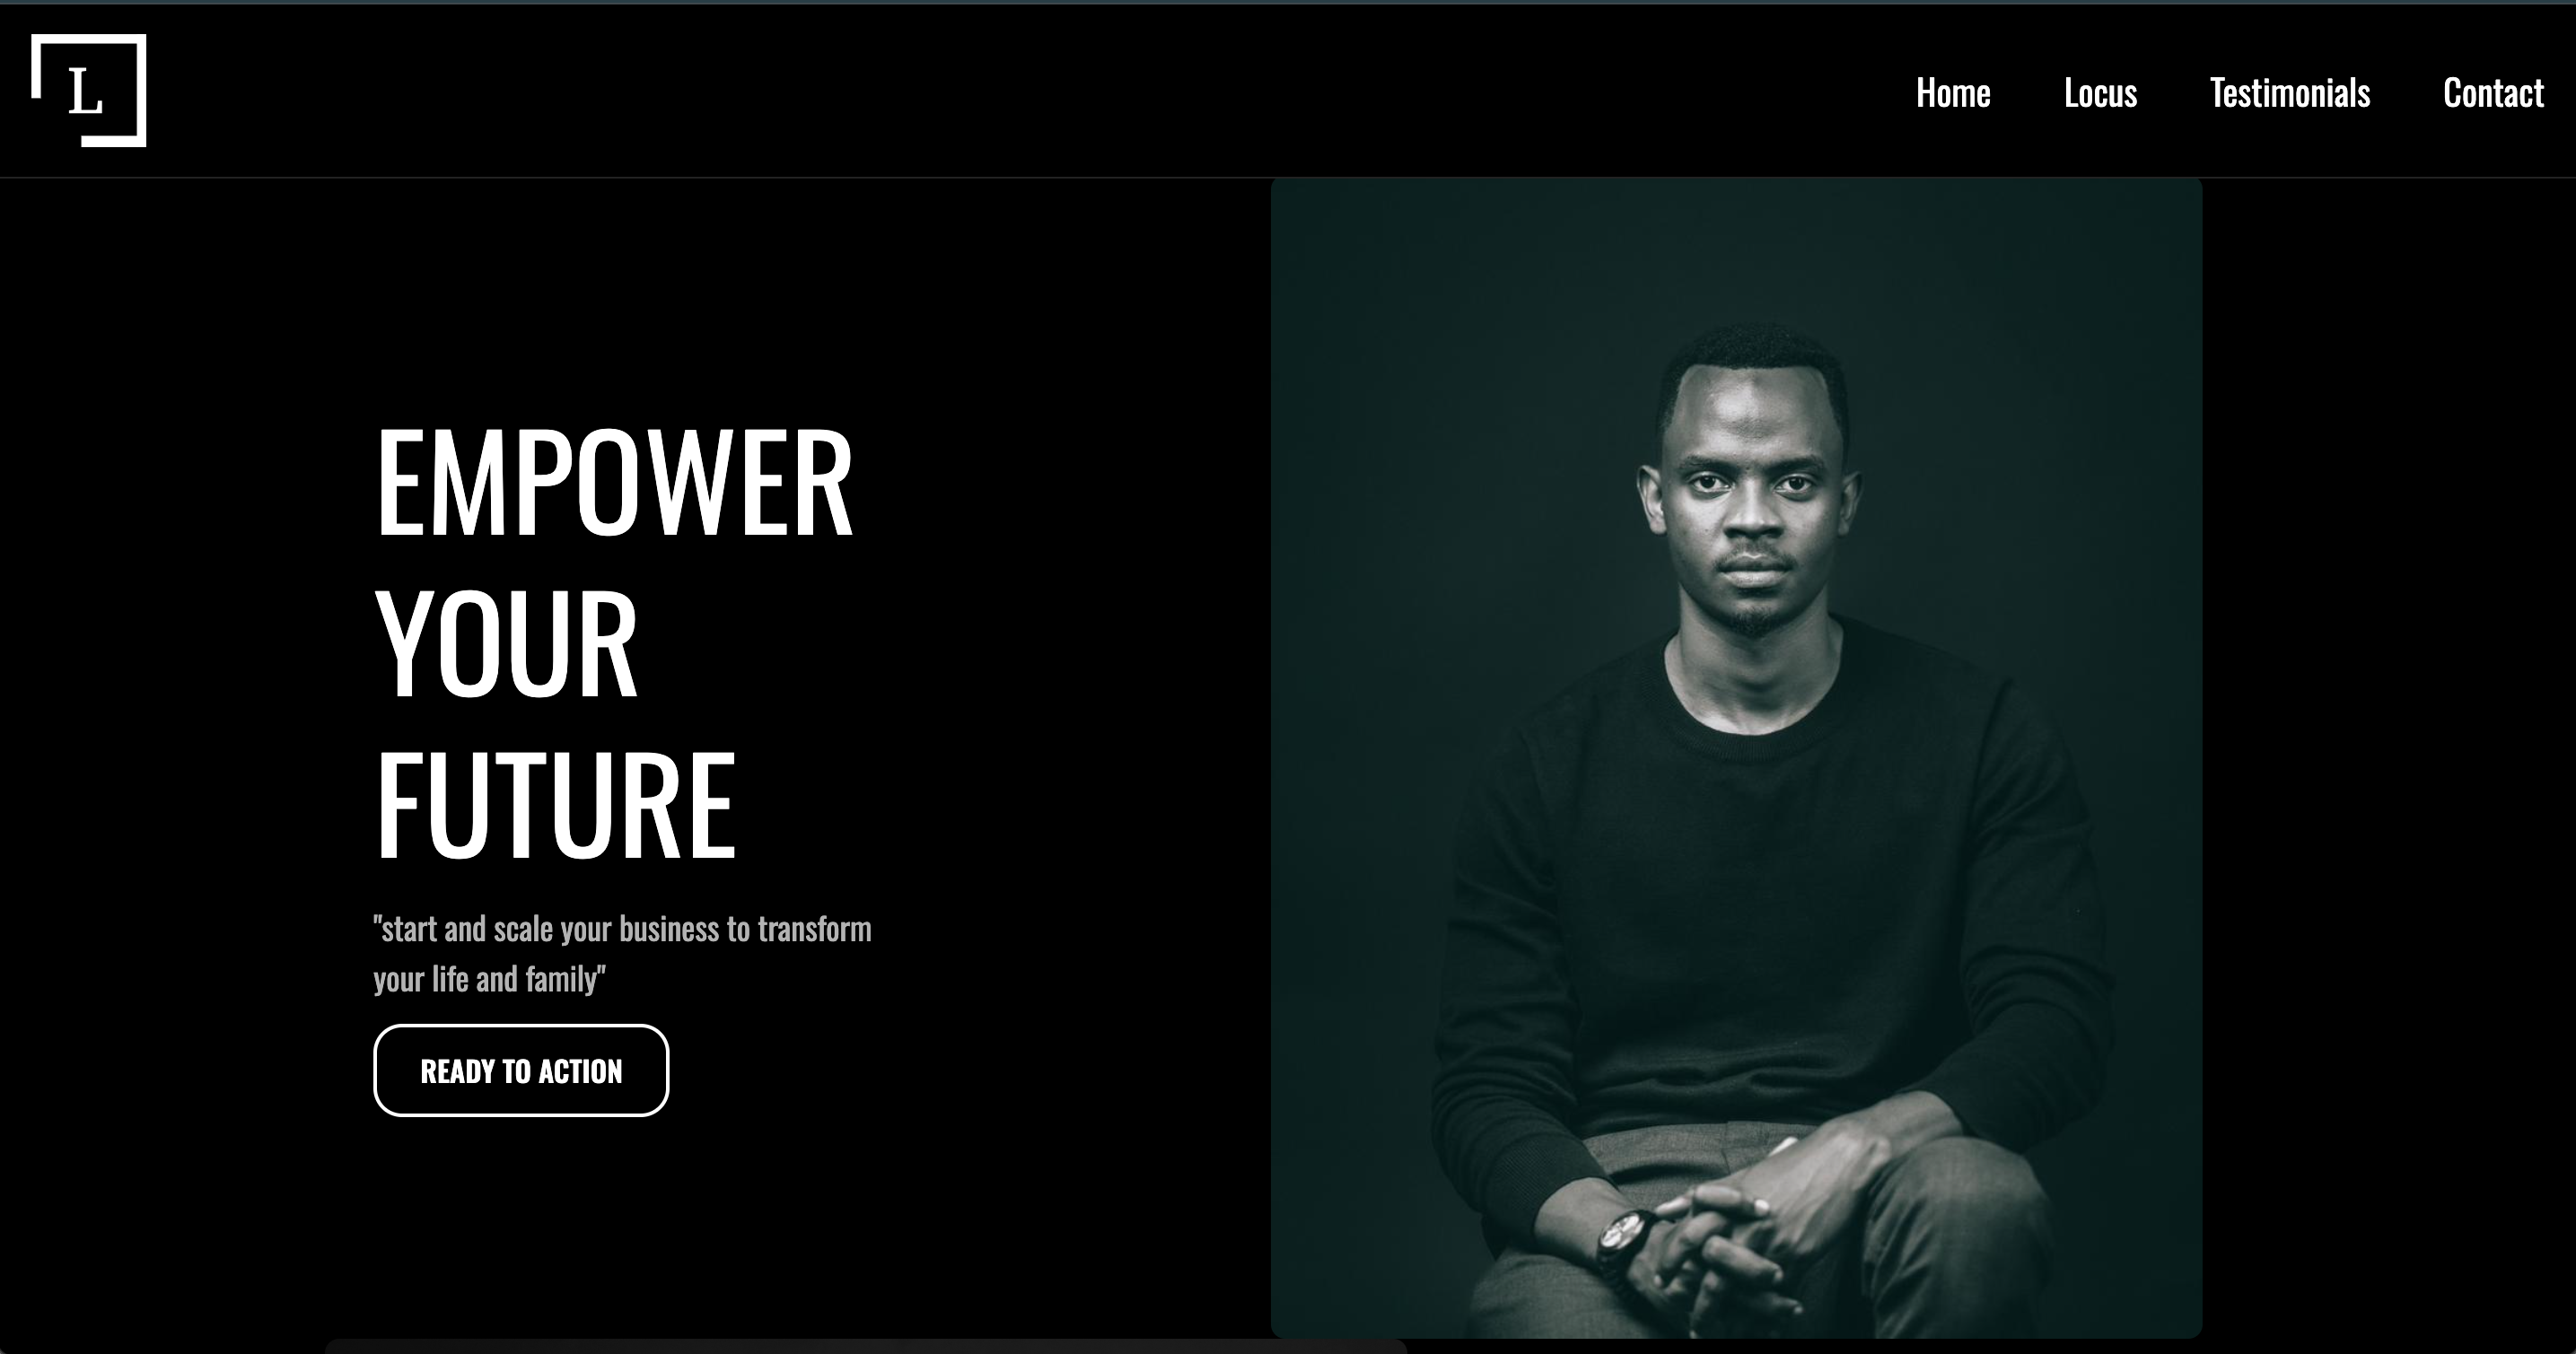 L
Home Locus Testimonials Contact
EMPOWER
YOUR
FUTURE
"start and scale your business to transform
your life and family"
READY TO ACTION